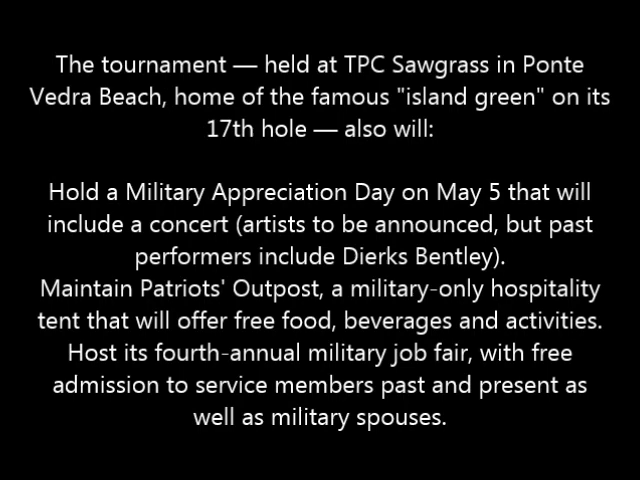 The tournament — held at TPC Sawgrass in Ponte
Vedra Beach, home of the famous "island green" on its
17th hole — also will:
Hold a Military Appreciation Day on May 5 that will
include a concert (artists to be announced, but past
performers include Dierks Bentley).
Maintain Patriots' Outpost, a military-only hospitality
tent that will offer free food, beverages and activities.
Host its fourth-annual military job fair, with free
admission to service members past and present as
well as military spouses.